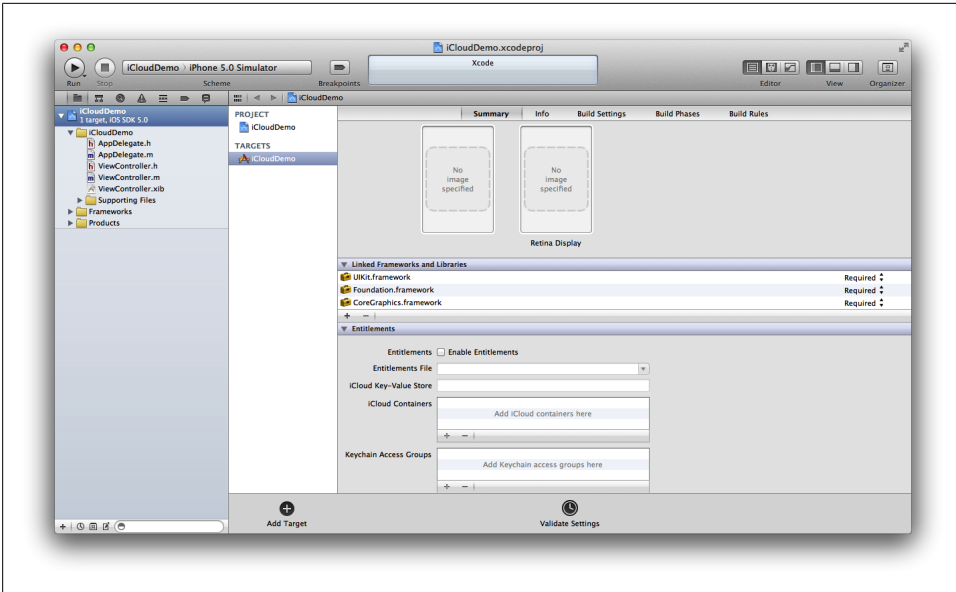 iCloudDemo.xcodeproj
iCloudDemo › iPhone 5.0 Simulator
Xcode
Run
Stop
Scheme
Breakpoints
Editor
View
Organizer
iCloudDemo
iCloudDemo
1 target, iOS SDK 5.0
iCloudDemo
AppDelegate.h
AppDelegate.m
ViewController.h
ViewController.m
ViewController.xib
Supporting Files
Frameworks
Products
PROJECT
iCloudDemo
TARGETS
iCloudDemo
Summary
Info
Build Settings
Build Phases
Build Rules
No
image
specified
No
image
specified
Retina Display
Linked Frameworks and Libraries
UIKit.framework
Required
Foundation.framework
Required
CoreGraphics.framework
Required
Entitlements
Entitlements
Enable Entitlements
Entitlements File
iCloud Key-Value Store
iCloud Containers
Add iCloud containers here
Keychain Access Groups
Add Keychain access groups here
Add Target
Validate Settings